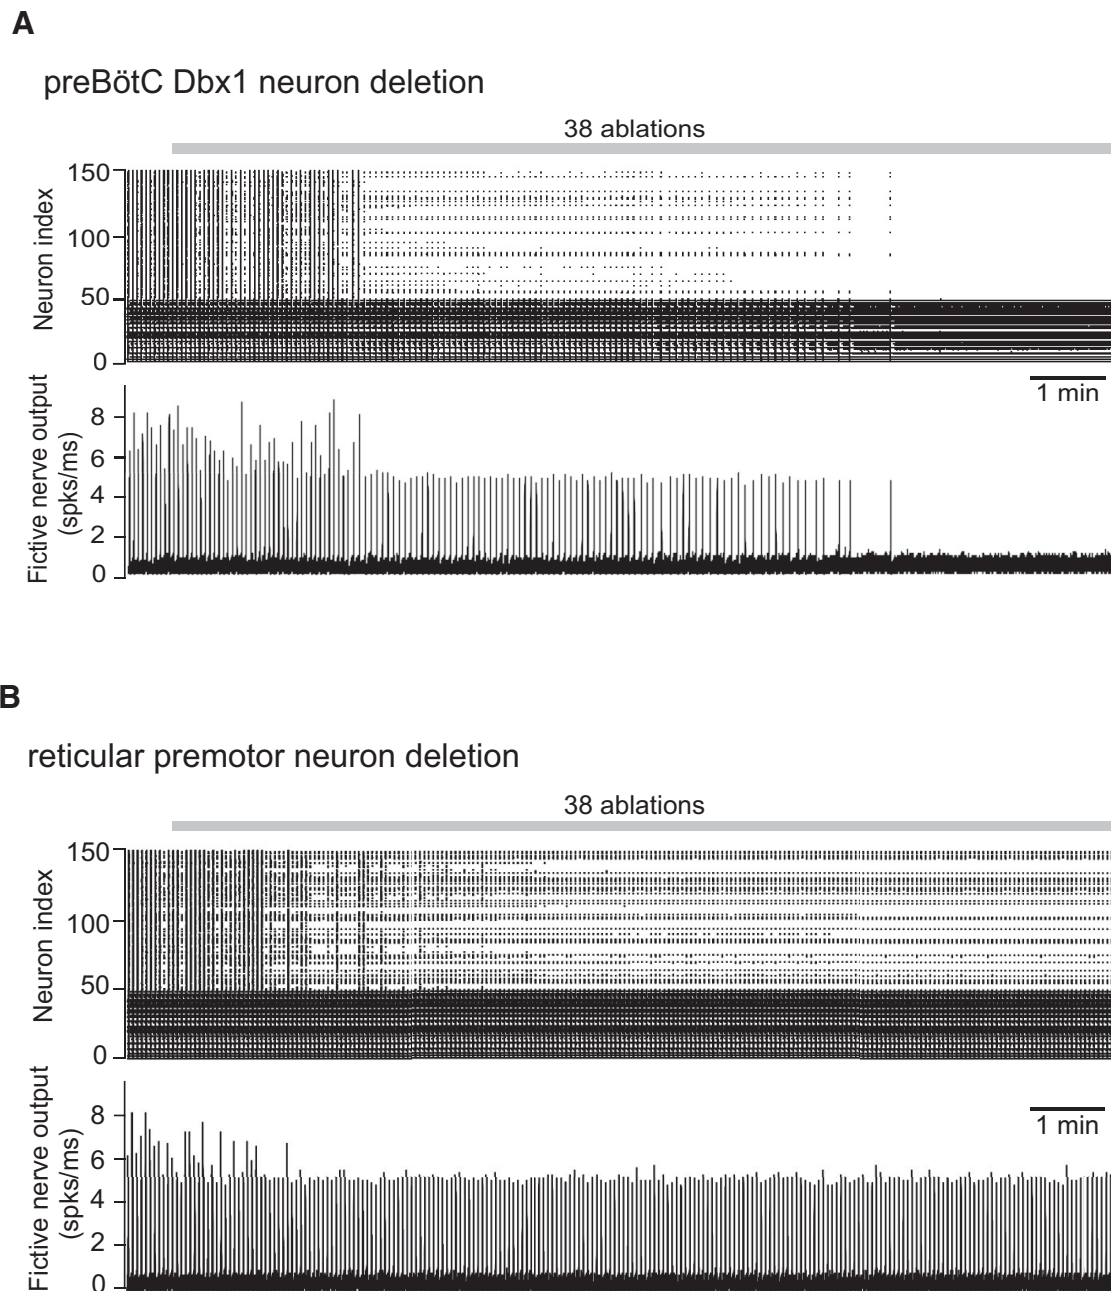 A
preBötC Dbx1 neuron deletion
38 ablations
150
100
50
0
Neuron index
1 min
8
6
4
2
0
Fictive nerve output
(spks/ms)
B
reticular premotor neuron deletion
38 ablations
150
100
50
0
Neuron index
1 min
8
6
4
2
0
Fictive nerve output
(spks/ms)